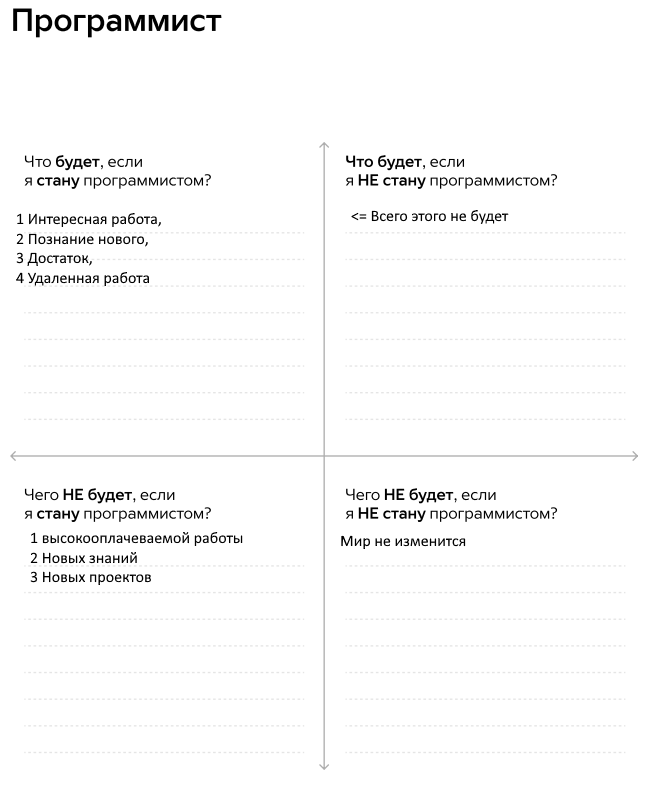 Программист
Что будет, если
я стану программистом?
1 Интересная работа,
2 Познание нового,
3 Достаток,
4 Удаленная работа
Что будет, если
я НЕ стану программистом?
<= Всего этого не будет
Чего НЕ будет, если
я стану программистом?
1 высокооплачеваемой работы
2 Новых знаний
3 Новых проектов
Чего НЕ будет, если
я НЕ стану программистом?
Мир не изменится